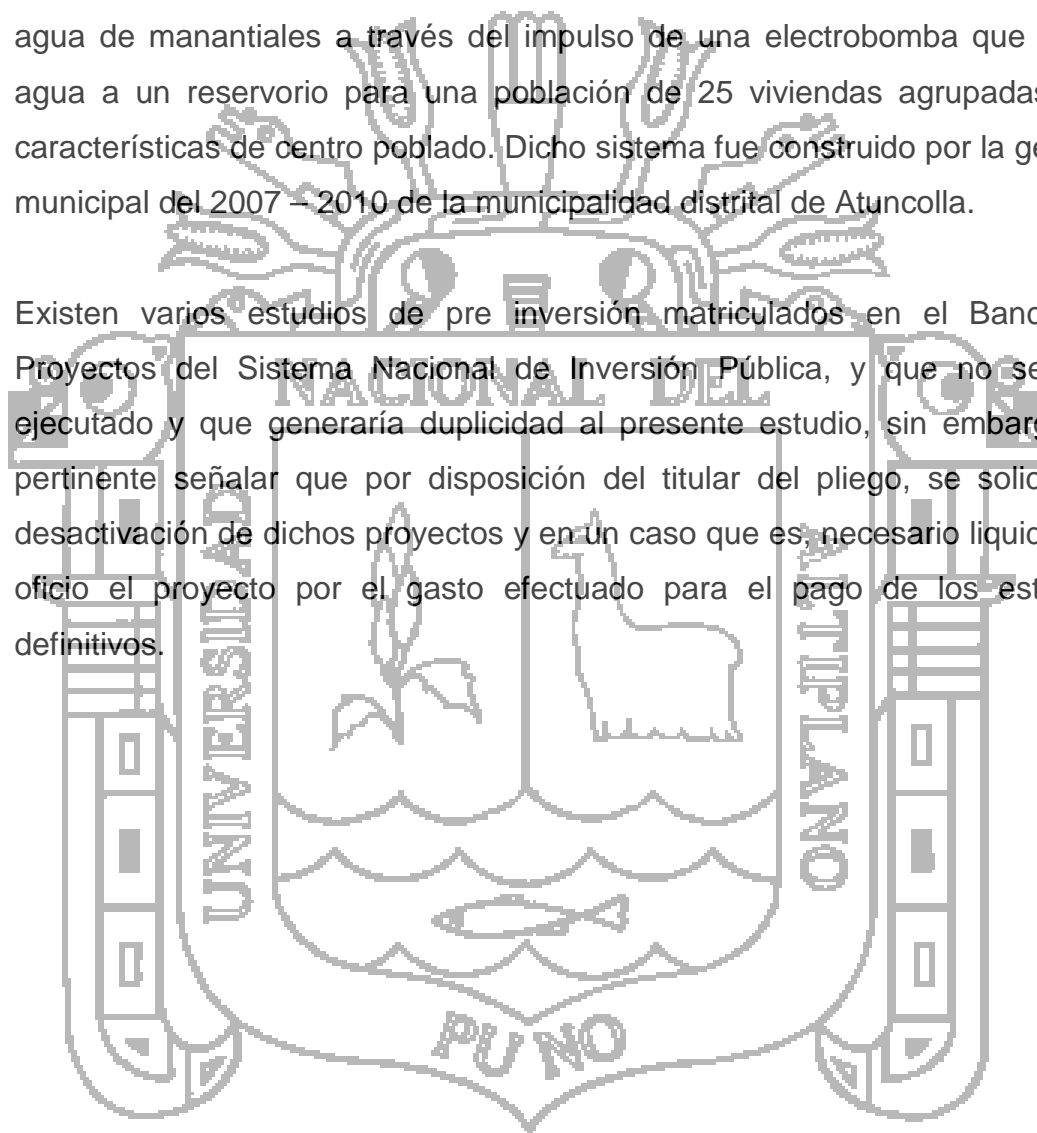 agua de manantiales a través del impulso de una electrobomba que
agua a un reservorio para una población de 25 viviendas agrupadas
características de centro poblado. Dicho sistema fue construido por la
municipal del 2007 – 2010 de la municipalidad distrital de Atuncolla.
Existen varios estudios de pre inversión matriculados en el
Proyectos del Sistema Nacional de Inversión Pública, y que no
ejecutado y que generaría duplicidad al presente estudio, sin
pertinente señalar que por disposición del titular del pliego, se
desactivación de dichos proyectos y en un caso que es, necesario
oficio el proyecto por el gasto efectuado para el pago de los
definitivos.
UNIVERSIDAD
NACIONAL DEL
ALTIPLANO
PUNO